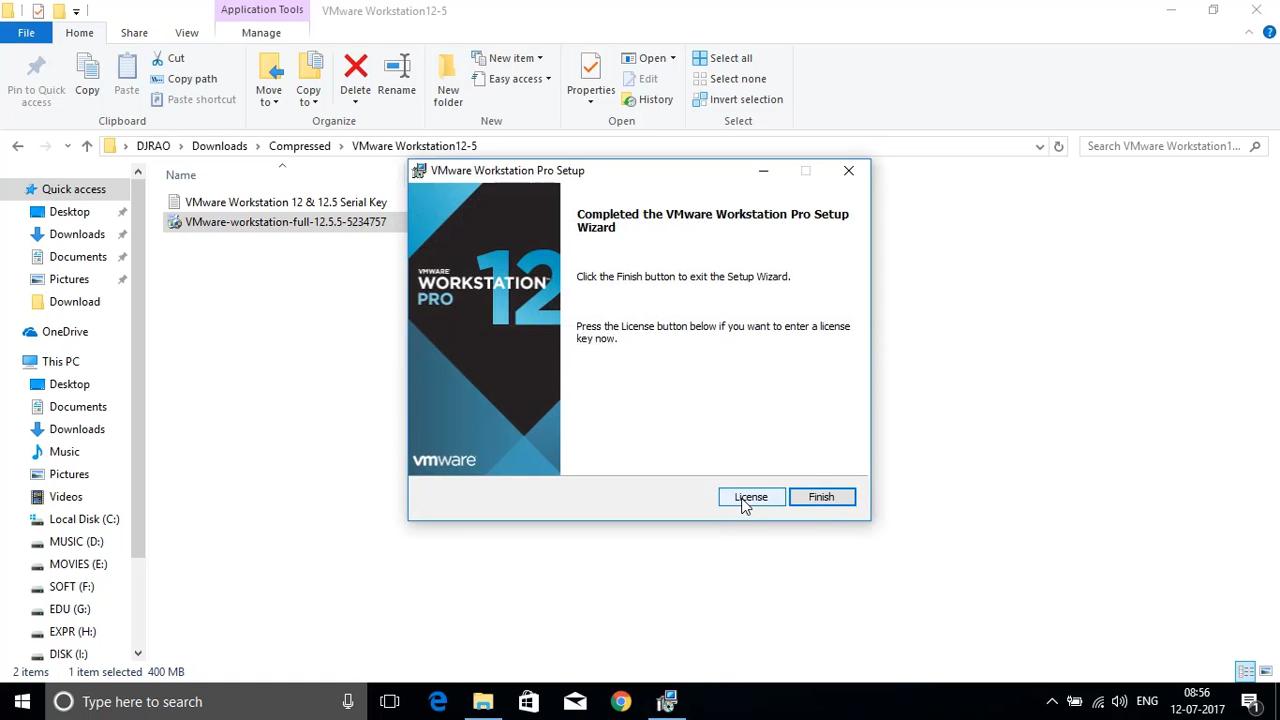 Application Tools
VMware Workstation12-5
File
Home
Share
View
Manage
Pin to Quick access
Copy
Paste
Cut
Copy path
Paste shortcut
Clipboard
Move to
Copy to
Delete
Rename
Organize
New folder
New item
Easy access
New
Properties
Open
Edit
History
Open
Select all
Select none
Invert selection
Select
DJRAO
Downloads
Compressed
VMware Workstation12-5
Search VMware Workstation1...
Quick access
Desktop
Downloads
Documents
Pictures
Download
OneDrive
This PC
Desktop
Documents
Downloads
Music
Pictures
Videos
Local Disk (C:)
MUSIC (D:)
MOVIES (E:)
SOFT (F:)
EDU (G:)
EXPR (H:)
DISK (I:)
Name
VMware Workstation 12 & 12.5 Serial Key
VMware-workstation-full-12.5.5-5234757
VMware Workstation Pro Setup
VMWARE
WORKSTATION™
PRO
12
vmware
Completed the VMware Workstation Pro Setup
Wizard
Click the Finish button to exit the Setup Wizard.
Press the License button below if you want to enter a license
key now.
License
Finish
2 items
1 item selected
400 MB
Type here to search
ENG
08:56
12-07-2017
1